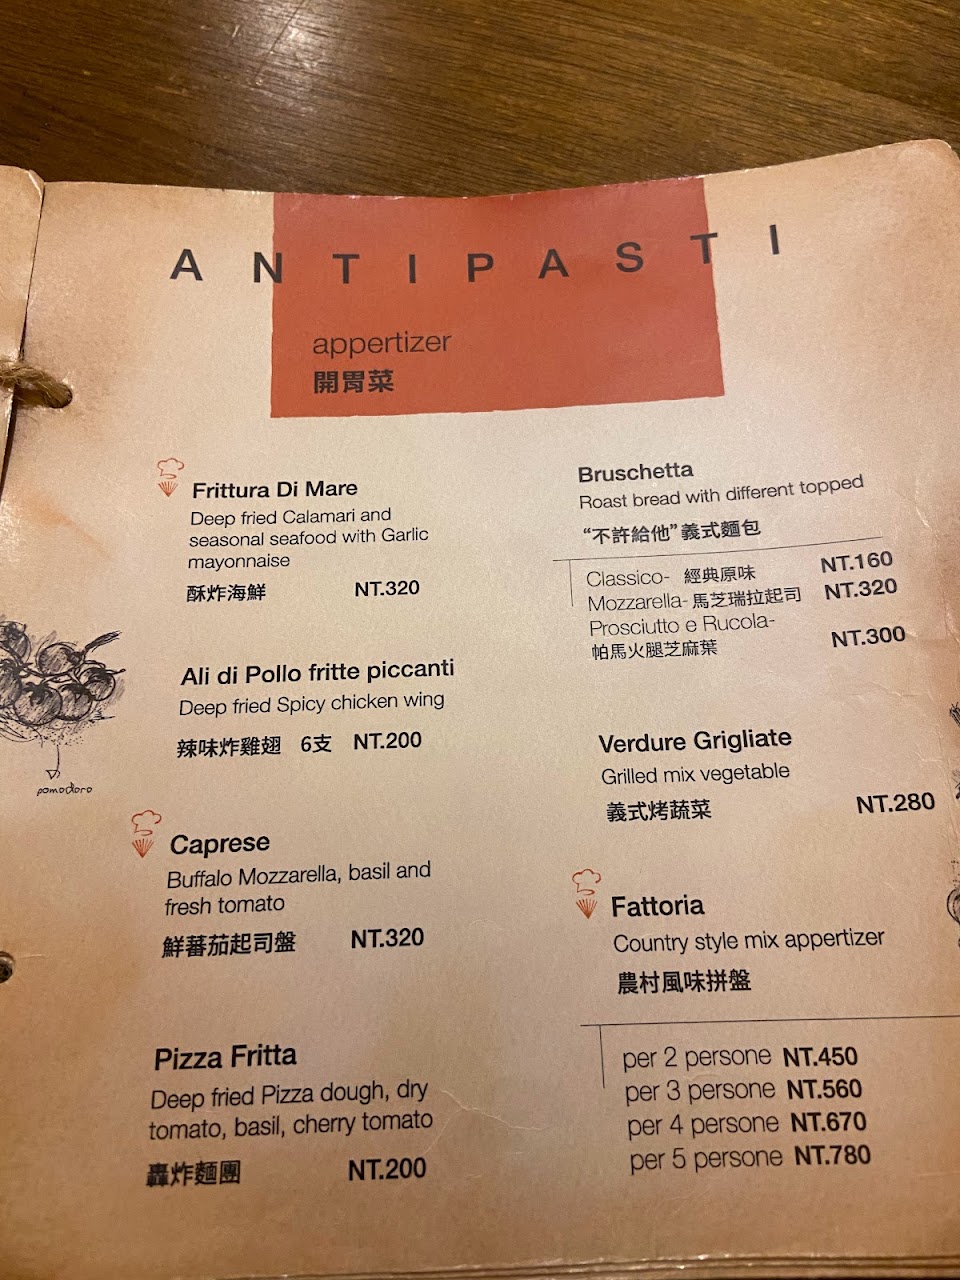 ANTIPASTI
appertizer
開胃菜
Frittura Di Mare
Deep fried Calamari and
seasonal seafood with Garlic
mayonnaise
酥炸海鮮 NT.320
Ali di Pollo fritte piccanti
Deep fried Spicy chicken wing
辣味炸雞翅 6支 NT.200
Caprese
Buffalo Mozzarella, basil and
fresh tomato
鮮蕃茄起司盤 NT.320
Pizza Fritta
Deep fried Pizza dough, dry
tomato, basil, cherry tomato
轟炸麵團 NT.200
pomodoro
Bruschetta
Roast bread with different topped
“不許給他”義式麵包
Classico- 經典原味 NT.160
Mozzarella-馬芝瑞拉起司 NT.320
Prosciutto e Rucola-
帕馬火腿芝麻葉 NT.300
Verdure Grigliate
Grilled mix vegetable
義式烤蔬菜 NT.280
Fattoria
Country style mix appertizer
農村風味拼盤
per 2 persone NT.450
per 3 persone NT.560
per 4 persone NT.670
per 5 persone NT.780